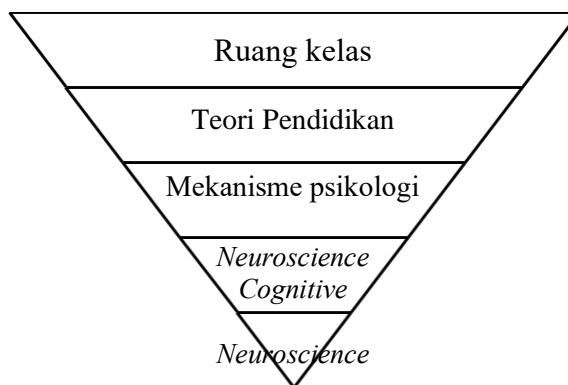 Ruang kelas
Teori Pendidikan
Mekanisme psikologi
Neuroscience
Cognitive
Neuroscience